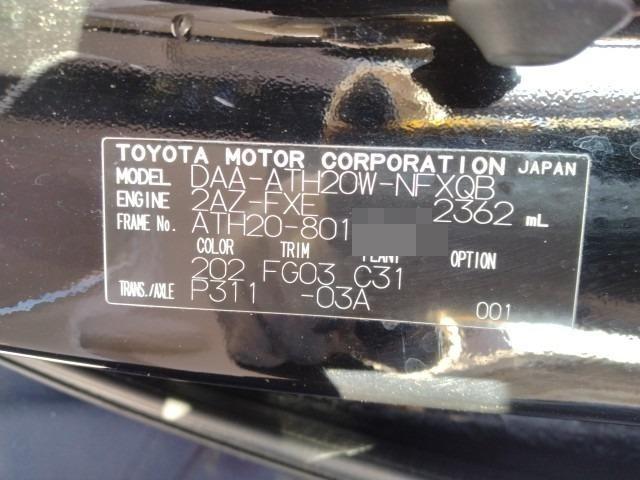 TOYOTA MOTOR CORPORATION JAPAN
MODEL DAA-ATH20W-NFXQB
ENGINE 2AZ-FXE 2362 mL
FRAME No. ATH20-801
COLOR TRIM PLANT OPTION
202 FG03 C31
TRANS./AXLE P311 -03A 001